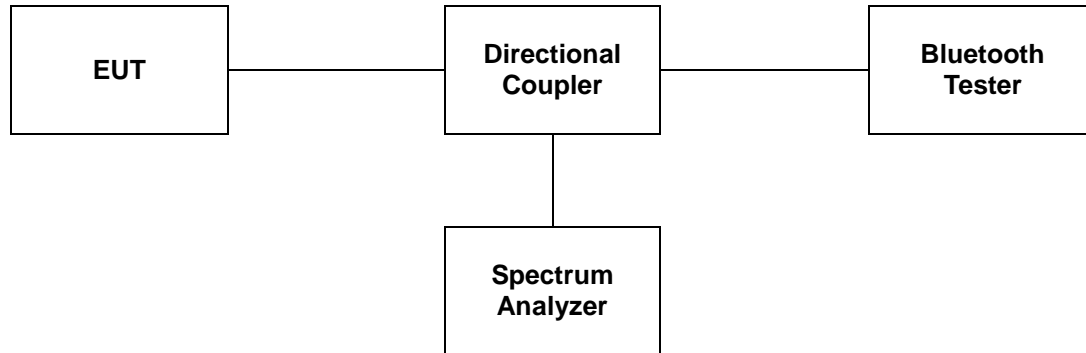 EUT
Directional
Coupler
Bluetooth
Tester
Spectrum
Analyzer